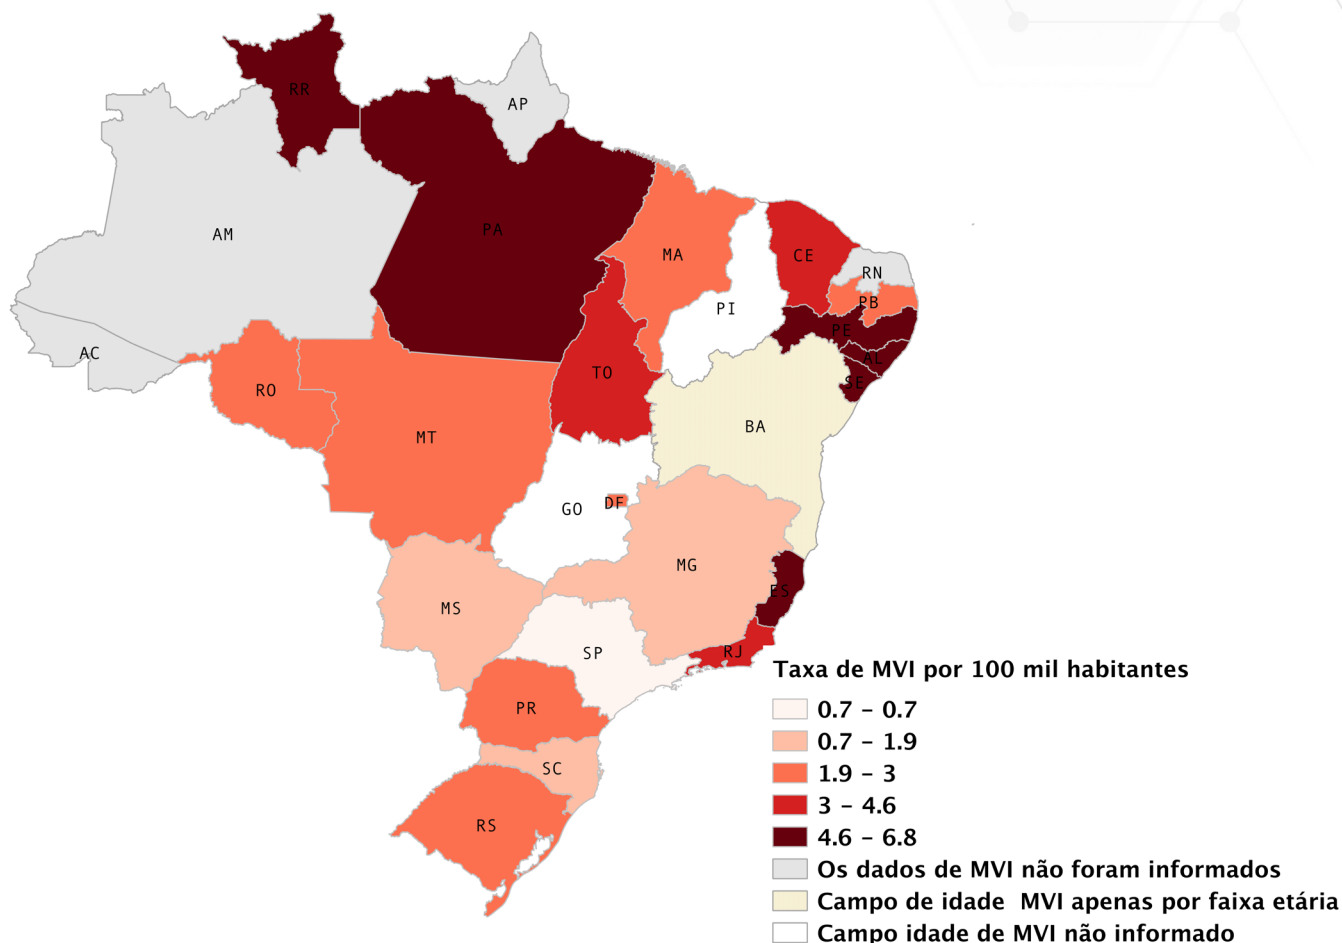 RR
AP
AM
PA
MA
CE
RN
PB
PI
PE
AL
SE
AC
RO
TO
MT
BA
GO
DF
MG
ES
MS
SP
RJ
PR
SC
RS
Taxa de MVI por 100 mil habitantes
0.7 – 0.7
0.7 – 1.9
1.9 – 3
3 – 4.6
4.6 – 6.8
Os dados de MVI não foram informados
Campo de idade  MVI apenas por faixa etária
Campo idade de MVI não informado